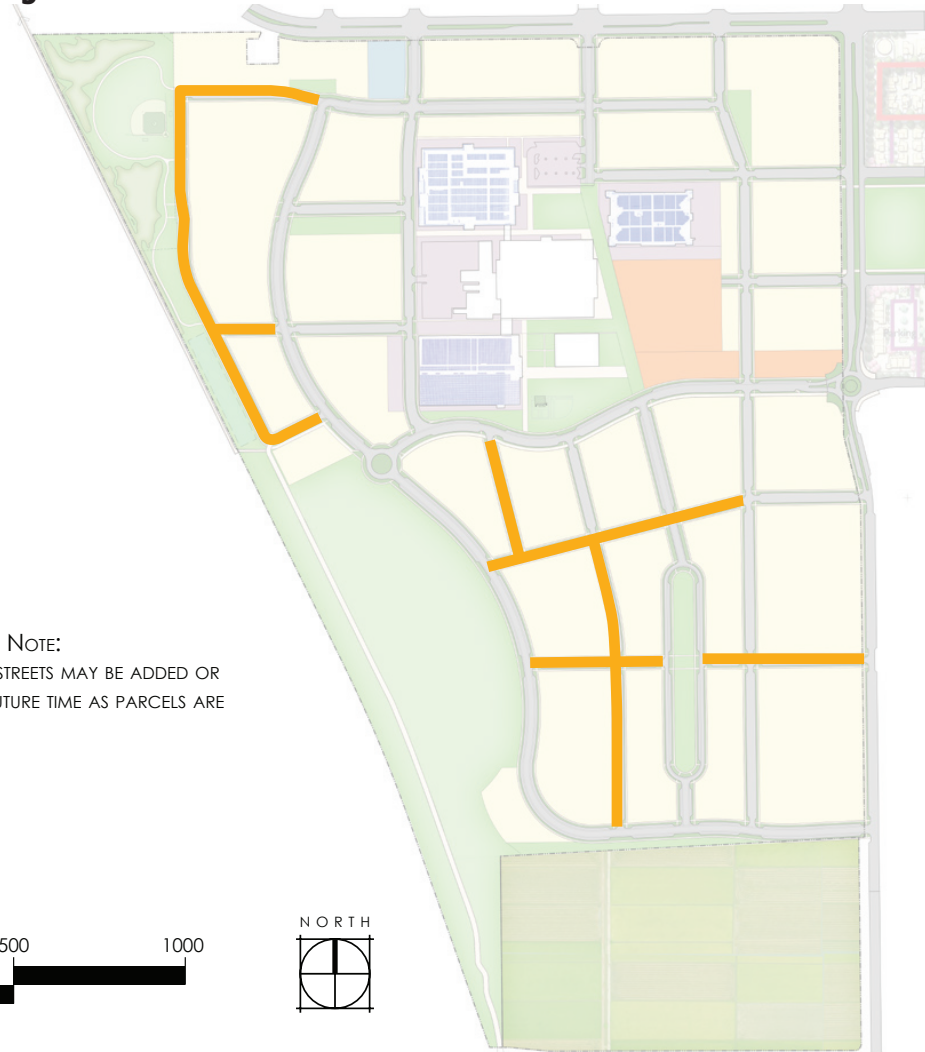 g
NOTE:
STREETS MAY BE ADDED OR
UTURE TIME AS PARCELS ARE
500
1000
NORTH